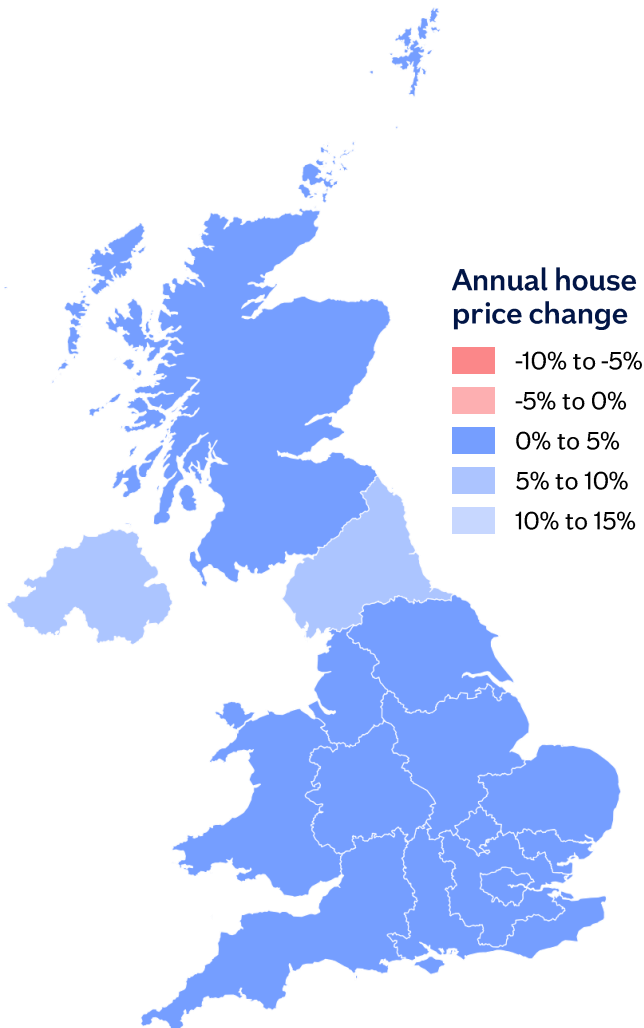 Annual house
price change
-10% to -5%
-5% to 0%
0% to 5%
5% to 10%
10% to 15%